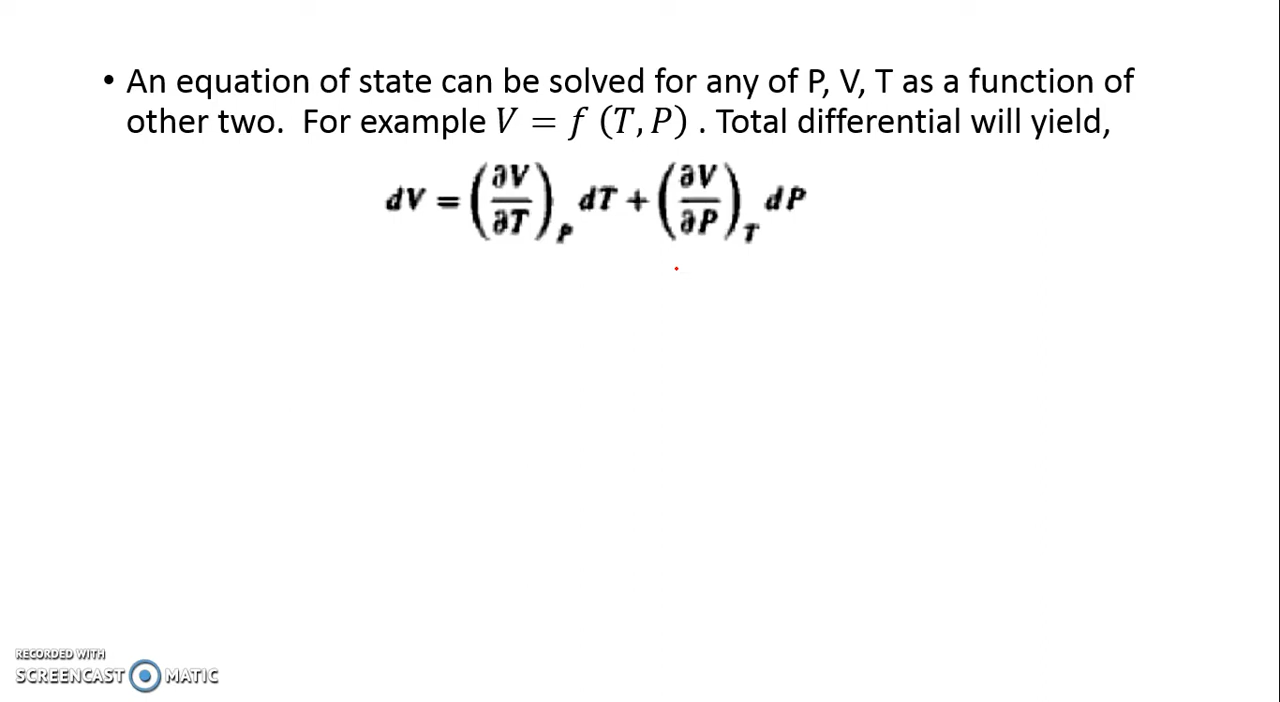 • An equation of state can be solved for any of P, V, T as a function of
other two.  For example V = f (T, P) . Total differential will yield,
dV = (∂V/∂T)_P dT + (∂V/∂P)_T dP
RECORDED WITH
SCREENCAST MATIC